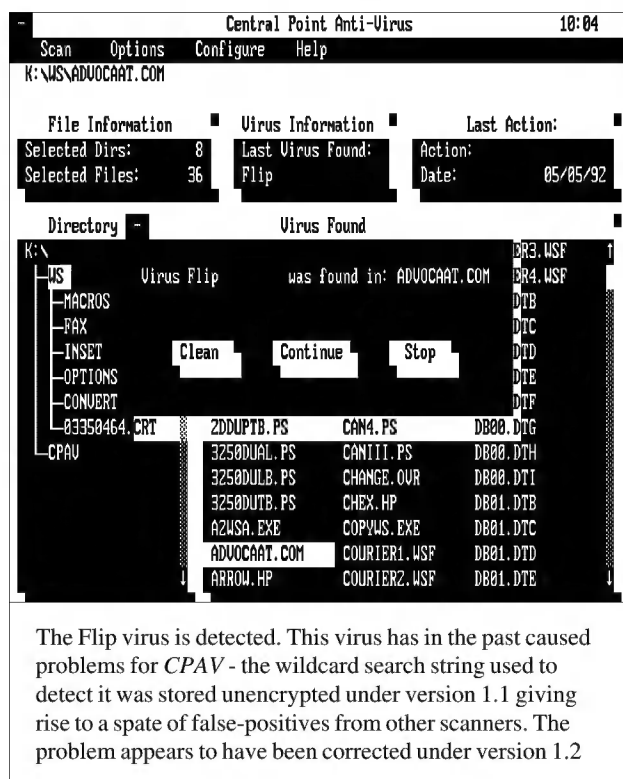 Central Point Anti-Virus 10:04
Scan Options Configure Help
K:\WS\ADVOCAAT.COM
File Information Virus Information Last Action:
Selected Dirs: 8 Last Virus Found: Action:
Selected Files: 36 Flip Date: 05/05/92
Directory Virus Found
K:\ ER3.WSF
WS Virus Flip was found in: ADVOCAAT.COM ER4.WSF
MACROS DTB
FAX DTC
INSET Clean Continue Stop DTD
OPTIONS DTE
CONVERT DTF
03350464.CRT 2DDUPTB.PS CAN4.PS DB00.DTG
CPAV 3250DUAL.PS CANIII.PS DB00.DTH
3250DULB.PS CHANGE.OVR DB00.DTI
3250DUTB.PS CHEX.HP DB01.DTB
A2WSA.EXE COPYWS.EXE DB01.DTC
ADVOCAAT.COM COURIER1.WSF DB01.DTD
ARROW.HP COURIER2.WSF DB01.DTE
The Flip virus is detected. This virus has in the past caused
problems for CPAV - the wildcard search string used to
detect it was stored unencrypted under version 1.1 giving
rise to a spate of false-positives from other scanners. The
problem appears to have been corrected under version 1.2